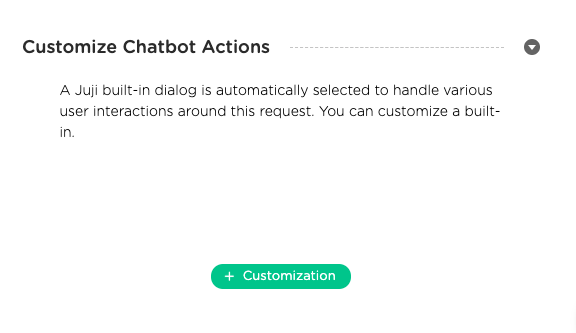 Customize Chatbot Actions
A Juji built-in dialog is automatically selected to handle various
user interactions around this request. You can customize a built-
in.
+ Customization